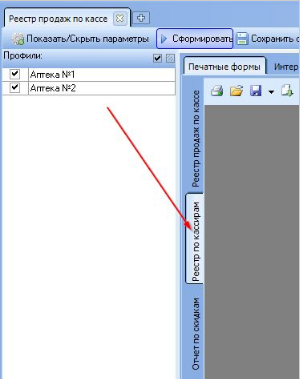 Реестр продаж по кассе
Показать/Скрыть параметры Сформировать Сохранить
Профили:
Печатные формы Интер
Аптека №1
Аптека №2
Реестр продаж по кассе
Реестр по кассирам
Отчет по скидкам